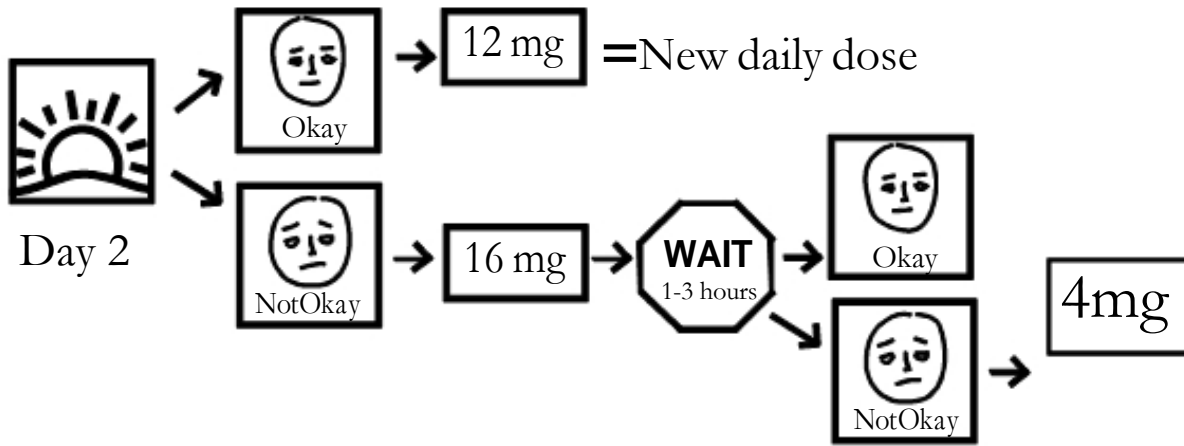 12 mg =New daily dose
Okay
Day 2
NotOkay
16 mg
WAIT
1-3 hours
Okay
NotOkay
4mg